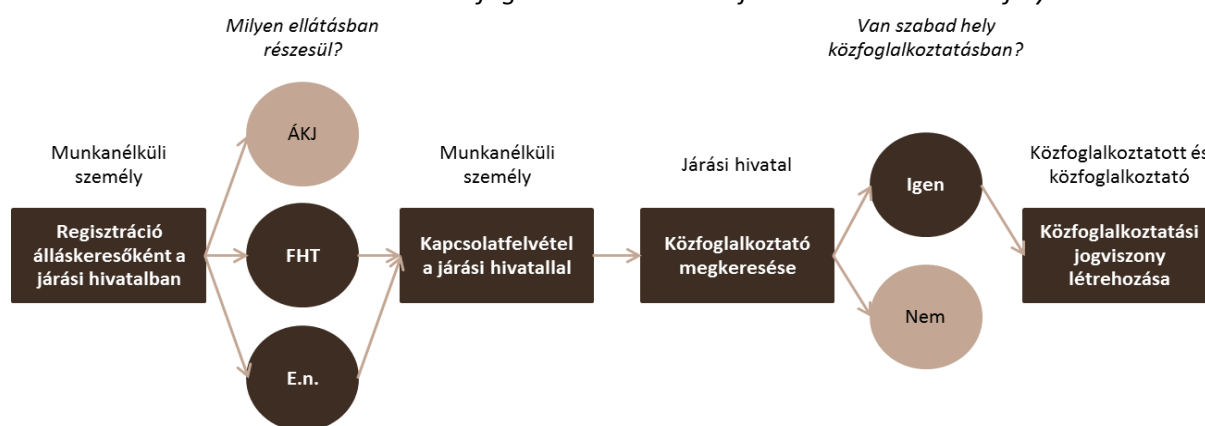 Milyen ellátásban
részesül?
Van szabad hely
közfoglalkoztatásban?
ÁKJ
Munkanélküli
személy
Munkanélküli
személy
Járási hivatal
Közfoglalkoztatott és
közfoglalkoztató
Regisztráció
álláskeresőként a
járási hivatalban
FHT
Kapcsolatfelvétel
a járási hivatallal
Közfoglalkoztató
megkeresése
Igen
Közfoglalkoztatási
jogviszony
létrehozása
Nem
E.n.